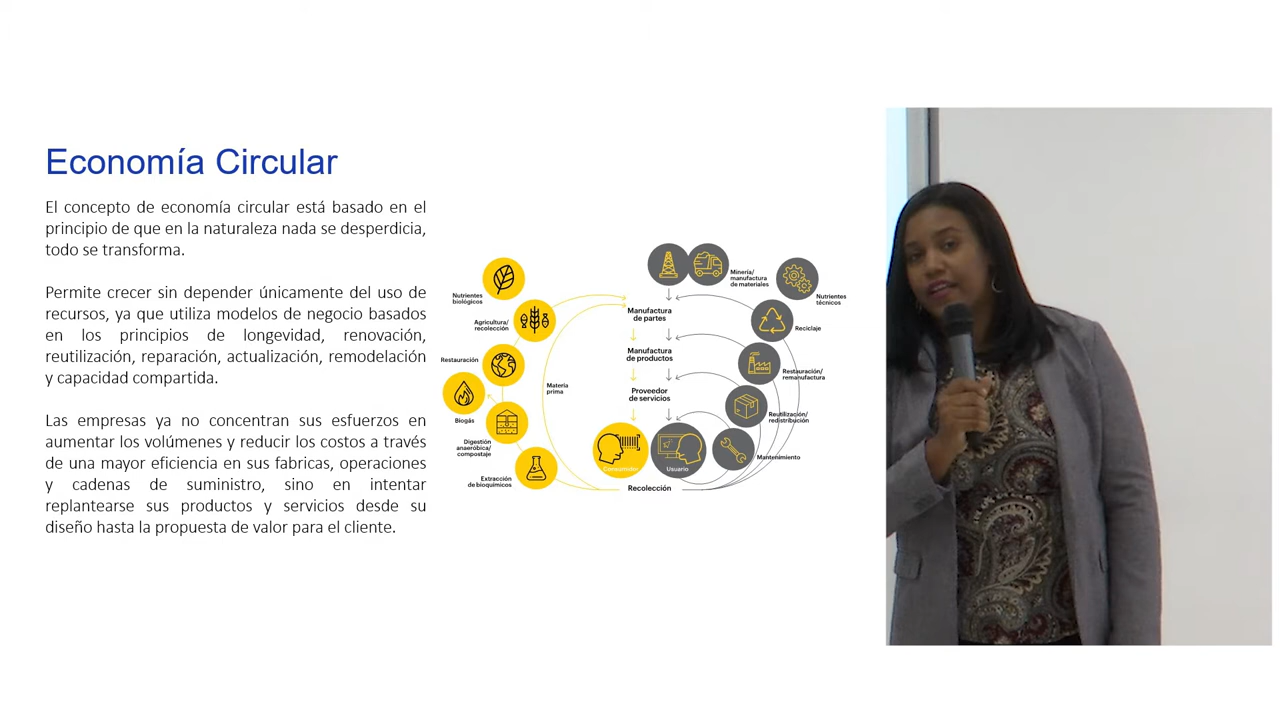 Economía Circular
El concepto de economía circular está basado en el
principio de que en la naturaleza nada se desperdicia,
todo se transforma.
Permite crecer sin depender únicamente del uso de
recursos, ya que utiliza modelos de negocio basados
en los principios de longevidad, renovación,
reutilización, reparación, actualización, remodelación
y capacidad compartida.
Las empresas ya no concentran sus esfuerzos en
aumentar los volúmenes y reducir los costos a través
de una mayor eficiencia en sus fabricas, operaciones
y cadenas de suministro, sino en intentar
replantearse sus productos y servicios desde su
diseño hasta la propuesta de valor para el cliente.
Nutrientes
biológicos
Agricultura/
recolección
Restauración
Biogás
Digestión
anaeróbica/
compostaje
Extracción
de bioquímicos
Materia
prima
Minería/
manufactura
de materiales
Manufactura
de partes
Manufactura
de productos
Proveedor
de servicios
Consumidor
Usuario
Recolección
Nutrientes
técnicos
Reciclaje
Restauración/
remanufactura
Reutilización/
redistribución
Mantenimiento